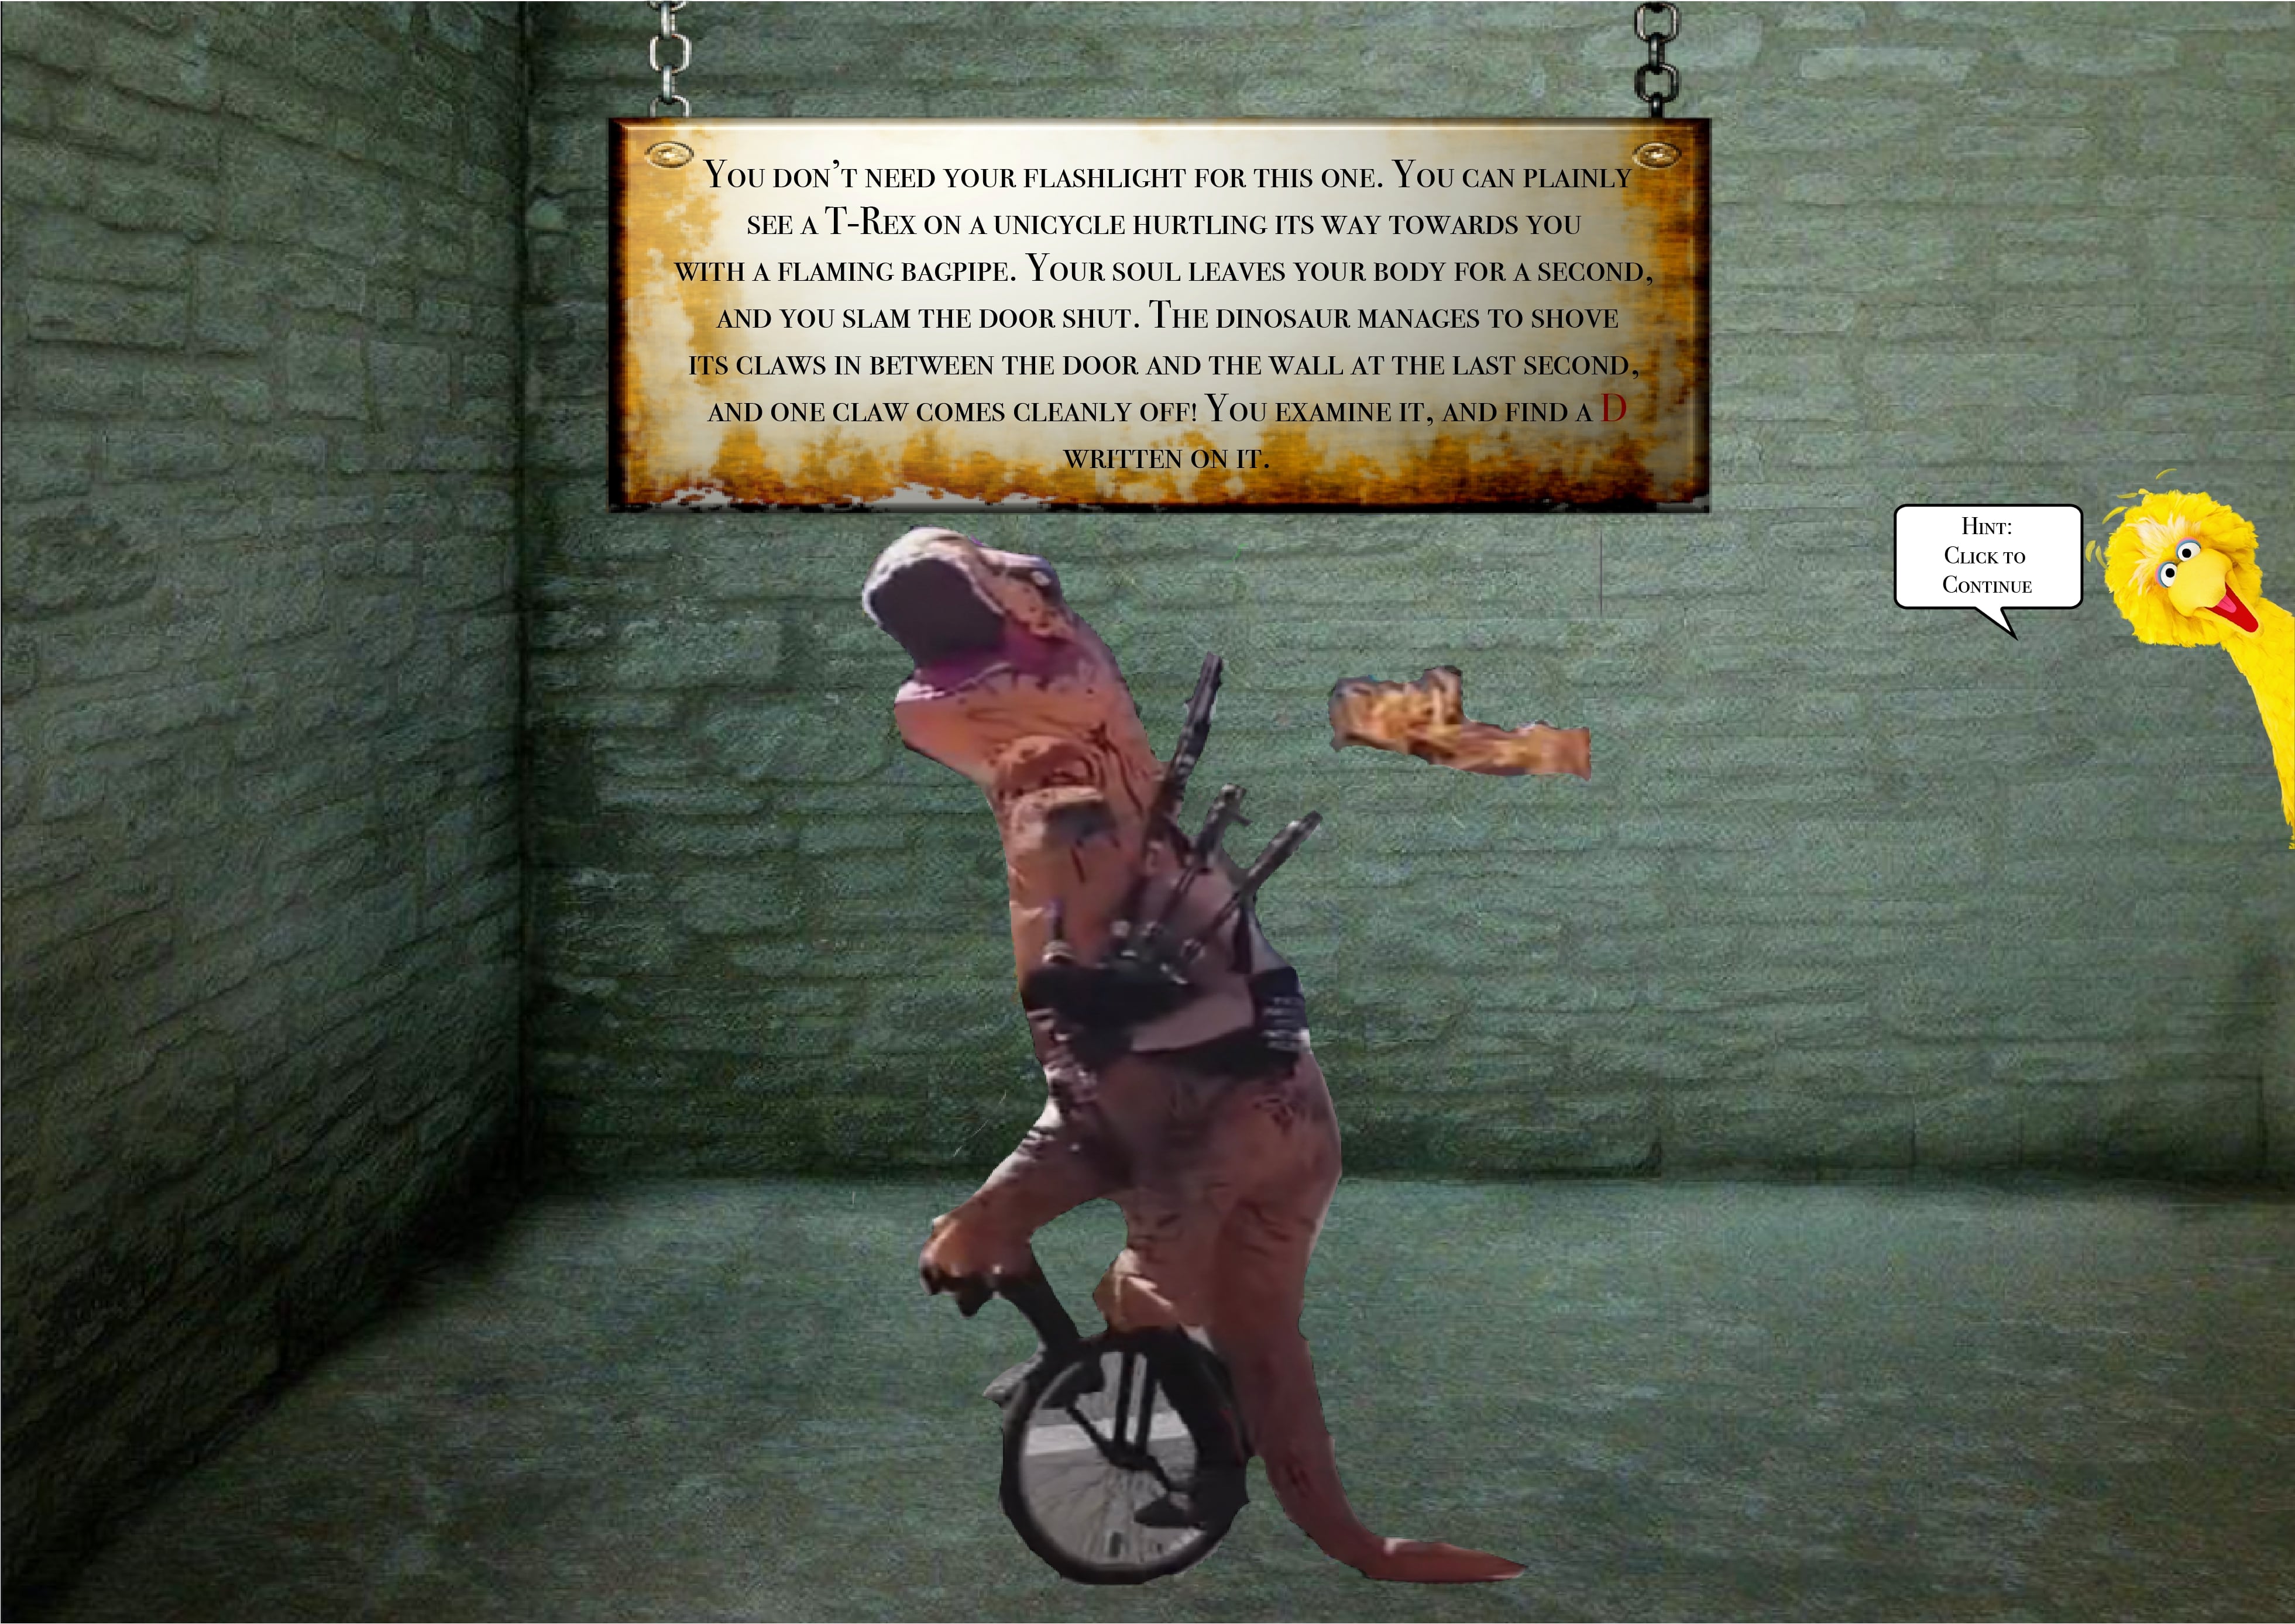 You don't need your flashlight for this one. You can plainly
see a T-Rex on a unicycle hurtling its way towards you
with a flaming bagpipe. Your soul leaves your body for a second,
and you slam the door shut. The dinosaur manages to shove
its claws in between the door and the wall at the last second,
and one claw comes cleanly off! You examine it, and find a D
written on it.
Hint:
Click to
Continue